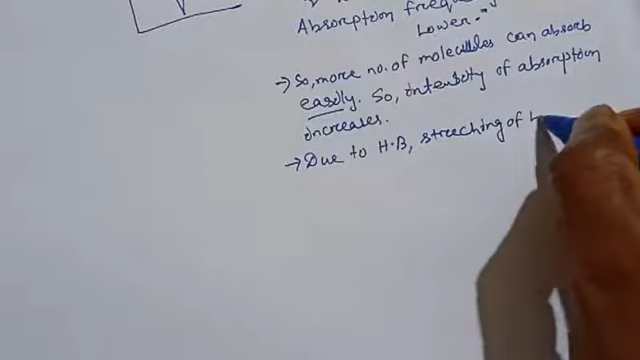 Absorption freque
Lower.
→ So, more no. of molecules can absorb
easily. So, intensity of absorption
increases.
→ Due to H.B, streching of